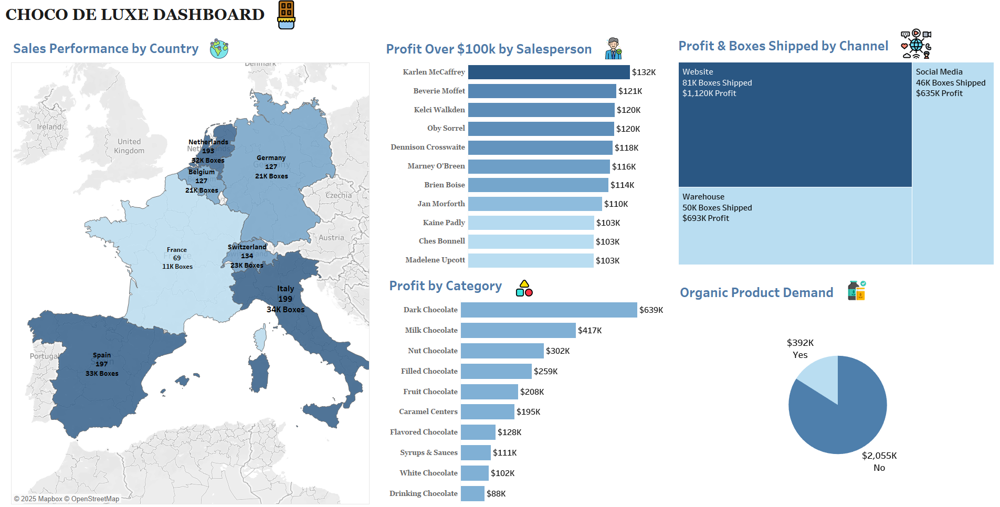 CHOCO DE LUXE DASHBOARD
Sales Performance by Country
Denmark
Ireland
United
Kingdom
Netherlands
193
32K Boxes
Germany
Germany
127
21K Boxes
Belgium
127
21K Boxes
Czechia
Austria
France
France
69
11K Boxes
Switzerland
Switzerland
134
23K Boxes
Italy
199
34K Boxes
Portugal
Spain
Spain
197
33K Boxes
© 2025 Mapbox © OpenStreetMap
Profit Over $100k by Salesperson
Karlen McCaffrey $132K
Beverie Moffet $121K
Kelci Walkden $120K
Oby Sorrel $120K
Dennison Crosswaite $118K
Marney O'Breen $116K
Brien Boise $114K
Jan Morforth $110K
Kaine Padly $103K
Ches Bonnell $103K
Madelene Upcott $103K
Profit by Category
Dark Chocolate $639K
Milk Chocolate $417K
Nut Chocolate $302K
Filled Chocolate $259K
Fruit Chocolate $208K
Caramel Centers $195K
Flavored Chocolate $128K
Syrups & Sauces $111K
White Chocolate $102K
Drinking Chocolate $88K
Profit & Boxes Shipped by Channel
Website
81K Boxes Shipped
$1,120K Profit
Social Media
46K Boxes Shipped
$635K Profit
Warehouse
50K Boxes Shipped
$693K Profit
Organic Product Demand
$392K
Yes
$2,055K
No